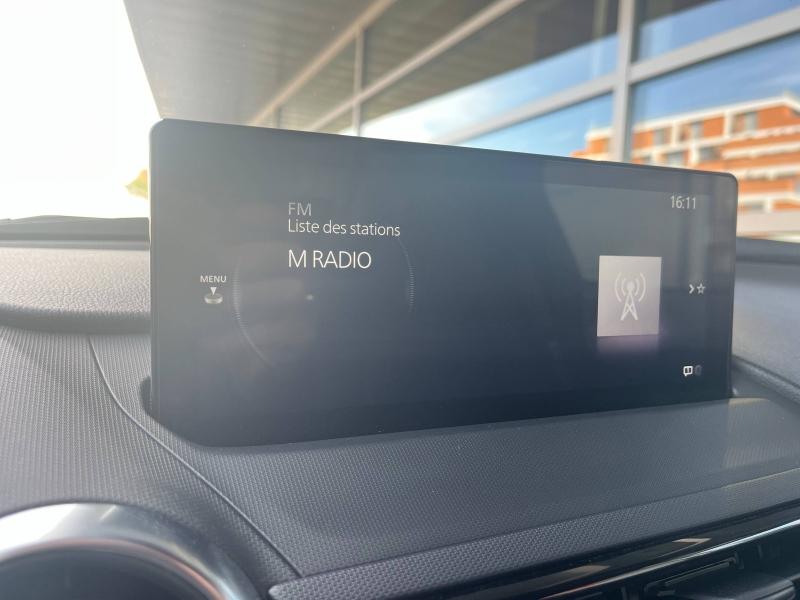 16:11
FM
Liste des stations
M RADIO
MENU